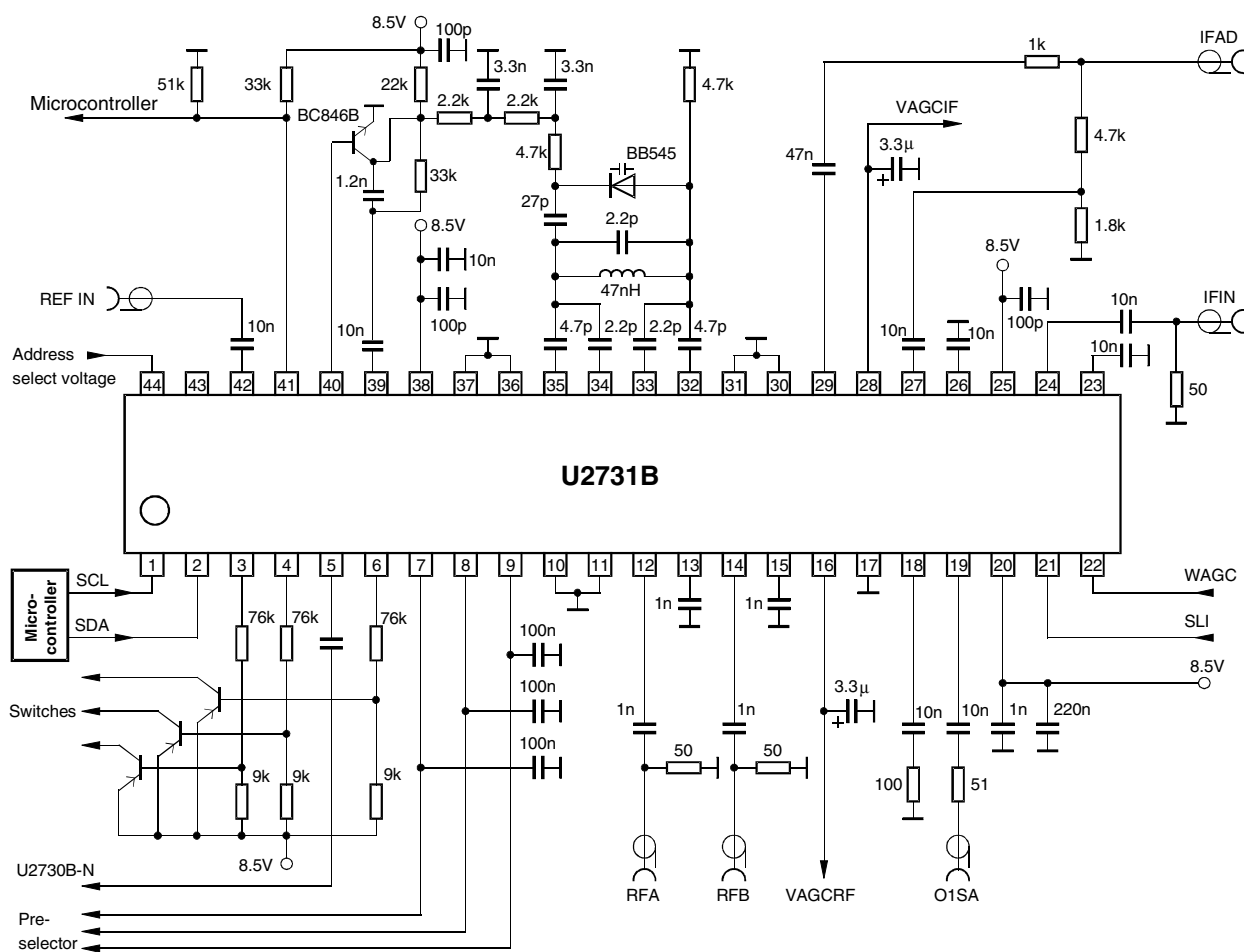 8.5V
100p
3.3n
3.3n
1k
IFAD
51k
33k
22k
4.7k
Microcontroller
BC846B
2.2k
2.2k
VAGCIF
4.7k
BB545
4.7k
47n
3.3µ
+
1.2n
33k
27p
2.2p
1.8k
8.5V
8.5V
10n
47nH
REF IN
10n
10n
100p
4.7p
2.2p
2.2p
4.7p
10n
10n
100p
10n
IFIN
10n
50
Address
select voltage
44
43
42
41
40
39
38
37
36
35
34
33
32
31
30
29
28
27
26
25
24
23
U2731B
1
2
3
4
5
6
7
8
9
10
11
12
13
14
15
16
17
18
19
20
21
22
Micro-
controller
SCL
SDA
WAGC
SLI
76k
76k
76k
1n
1n
100n
100n
100n
Switches
1n
1n
3.3µ
+
10n
10n
1n
220n
8.5V
50
50
9k
9k
9k
100
51
8.5V
U2730B-N
RFA
RFB
VAGCRF
O1SA
Pre-
selector